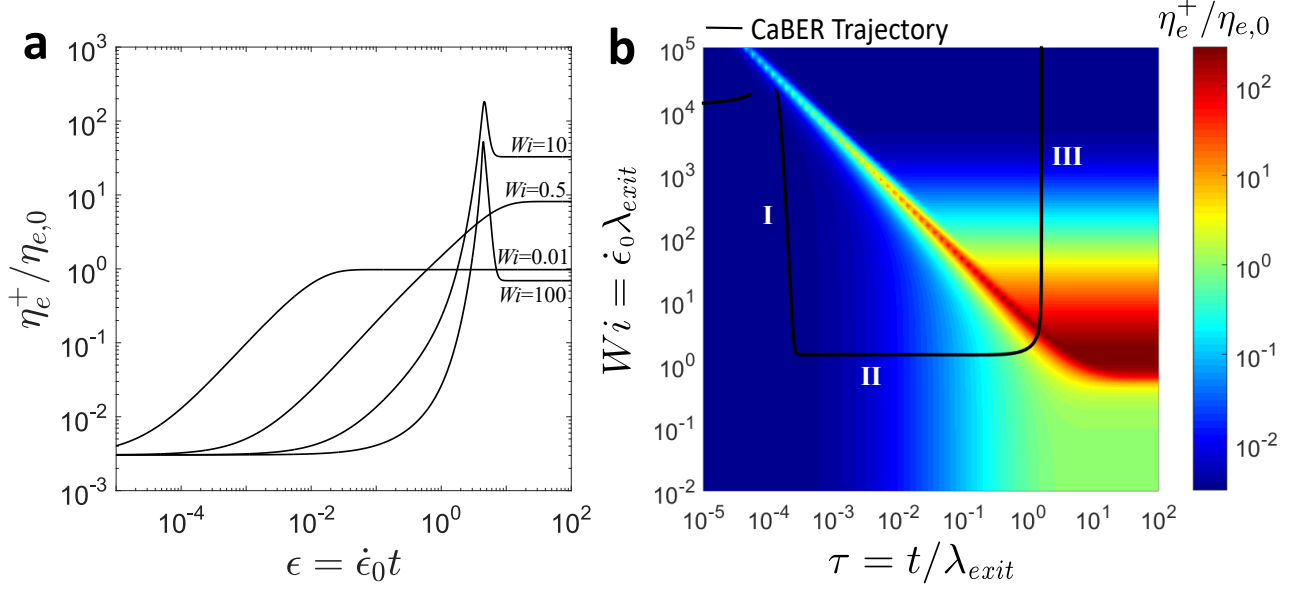 a
10^3
10^2
10^1
10^0
10^-1
10^-2
10^-3
η_e^+/η_{e,0}
Wi=10
Wi=0.5
Wi=0.01
Wi=100
10^-4
10^-2
10^0
10^2
ϵ = ϵ̇_0 t
b
CaBER Trajectory
10^5
10^4
10^3
10^2
10^1
10^0
10^-1
10^-2
Wi = ϵ̇_0 λ_{exit}
I
II
III
10^-5
10^-4
10^-3
10^-2
10^-1
10^0
10^1
10^2
τ = t/λ_{exit}
η_e^+/η_{e,0}
10^2
10^1
10^0
10^-1
10^-2